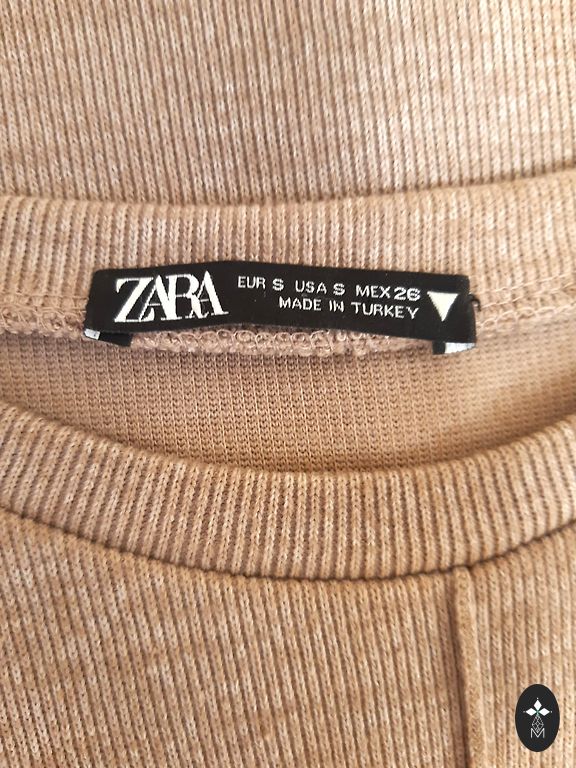 ZARA
EUR S USA S MEX 26
MADE IN TURKEY
M